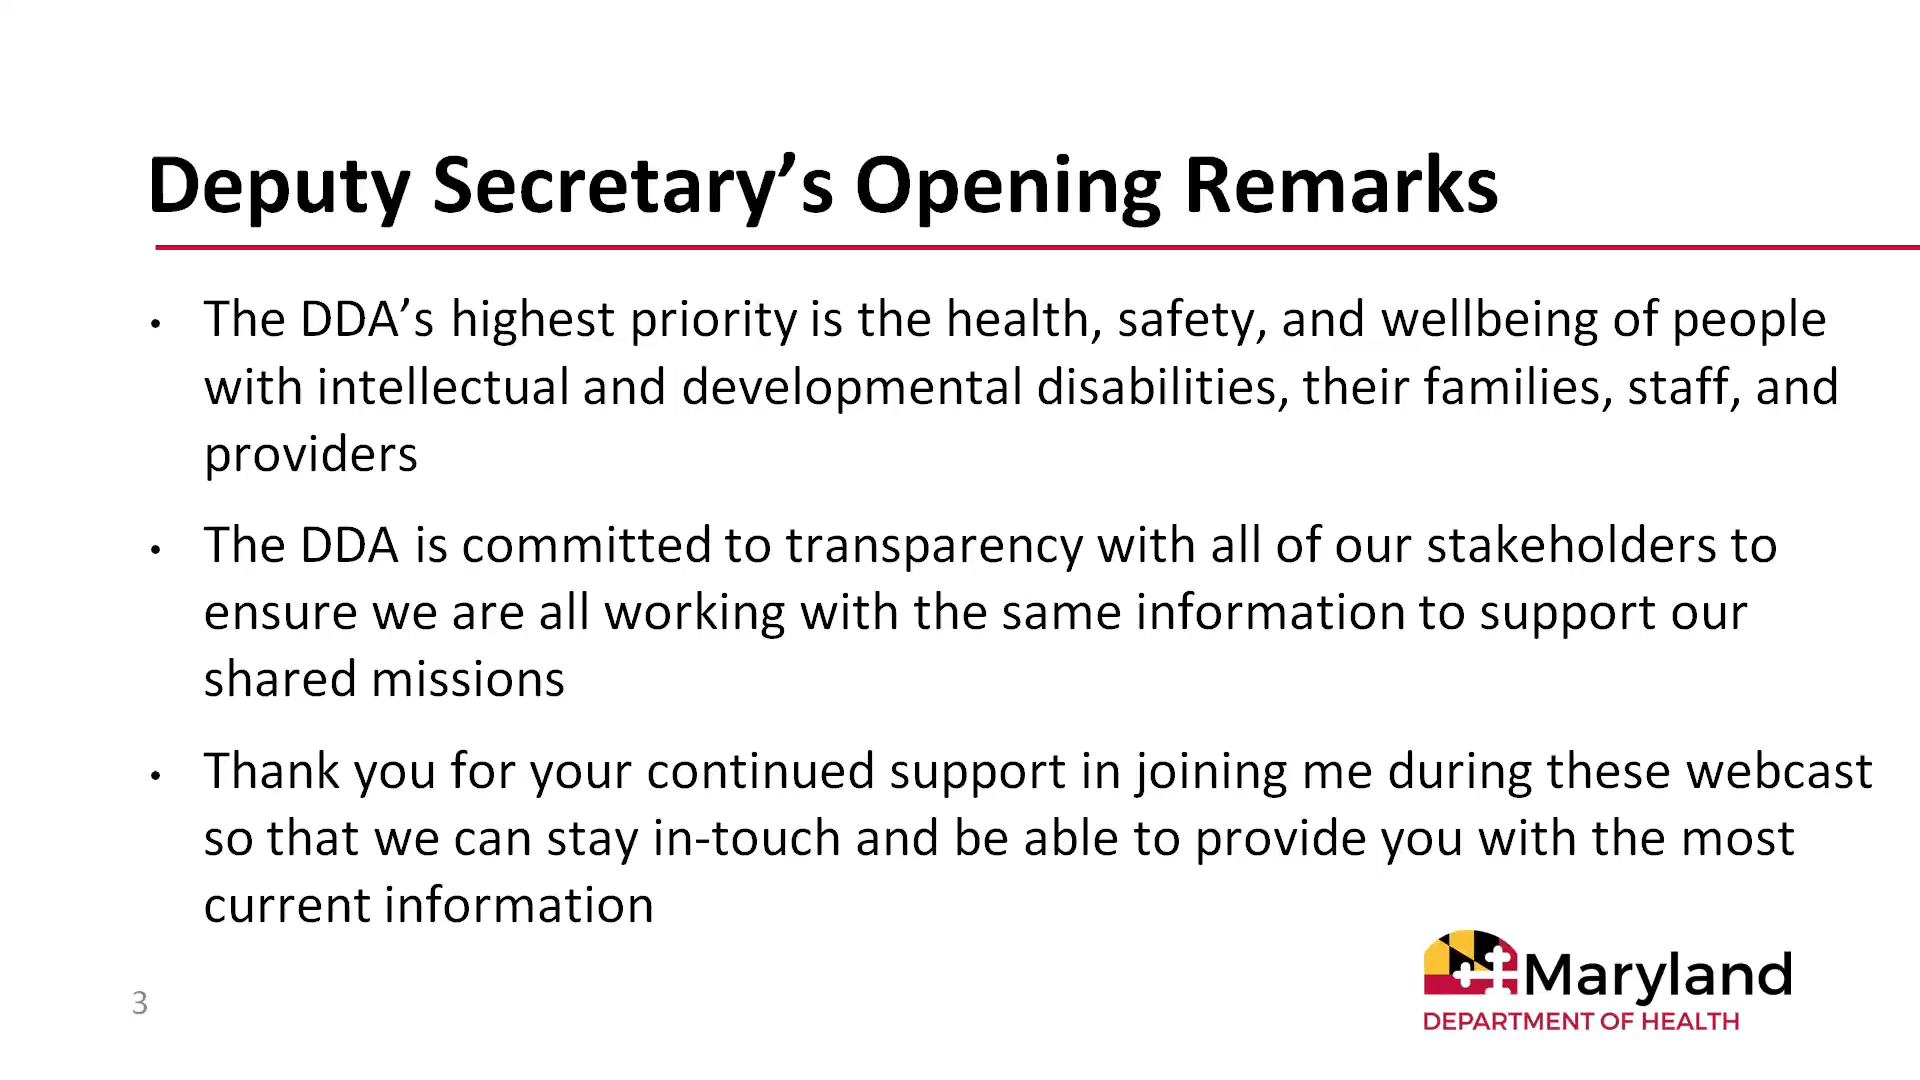 Deputy Secretary’s Opening Remarks
• The DDA’s highest priority is the health, safety, and wellbeing of people
with intellectual and developmental disabilities, their families, staff, and
providers
• The DDA is committed to transparency with all of our stakeholders to
ensure we are all working with the same information to support our
shared missions
• Thank you for your continued support in joining me during these webcast
so that we can stay in-touch and be able to provide you with the most
current information
3
Maryland
DEPARTMENT OF HEALTH